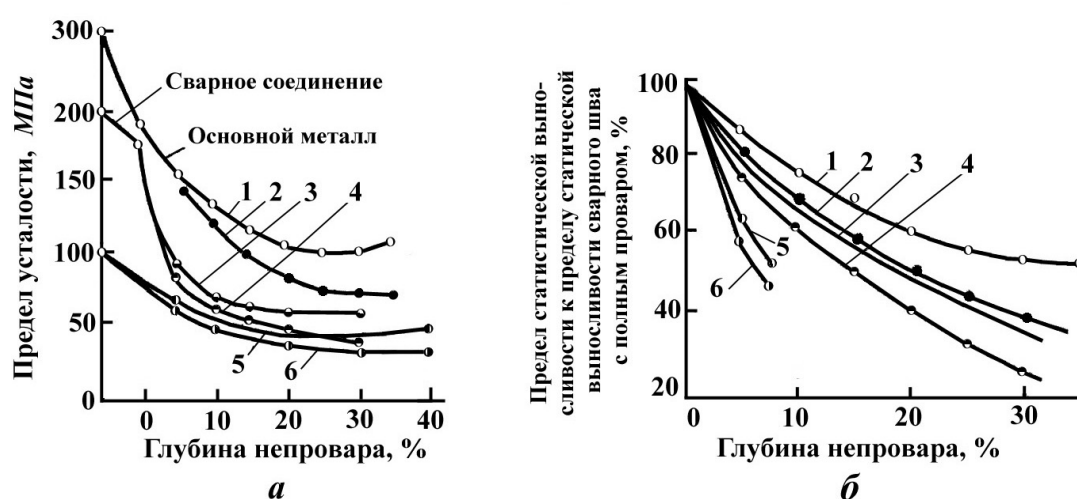 Предел усталости, МПа
300
200
150
100
50
0
Сварное соединение
Основной металл
1 2 3 4
5 6
0 10 20 30 40
Глубина непровара, %
а
Предел статистической выно-
сливости к пределу статической
выносливости сварного шва
с полным проваром, %
100
80
60
40
20
1 2 3 4
5
6
0 10 20 30
Глубина непровара, %
б